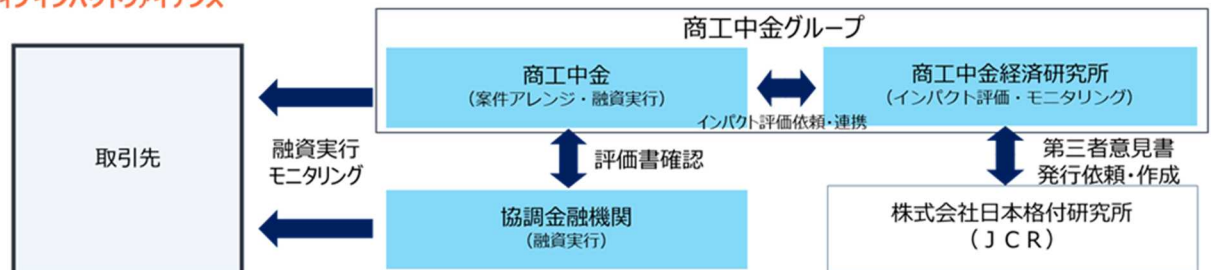 商工中金グループ
商工中金
（案件アレンジ・融資実行）
商工中金経済研究所
（インパクト評価・モニタリング）
インパクト評価依頼・連携
取引先
融資実行
モニタリング
評価書確認
第三者意見書
発行依頼・作成
協調金融機関
（融資実行）
株式会社日本格付研究所
（ＪＣＲ）